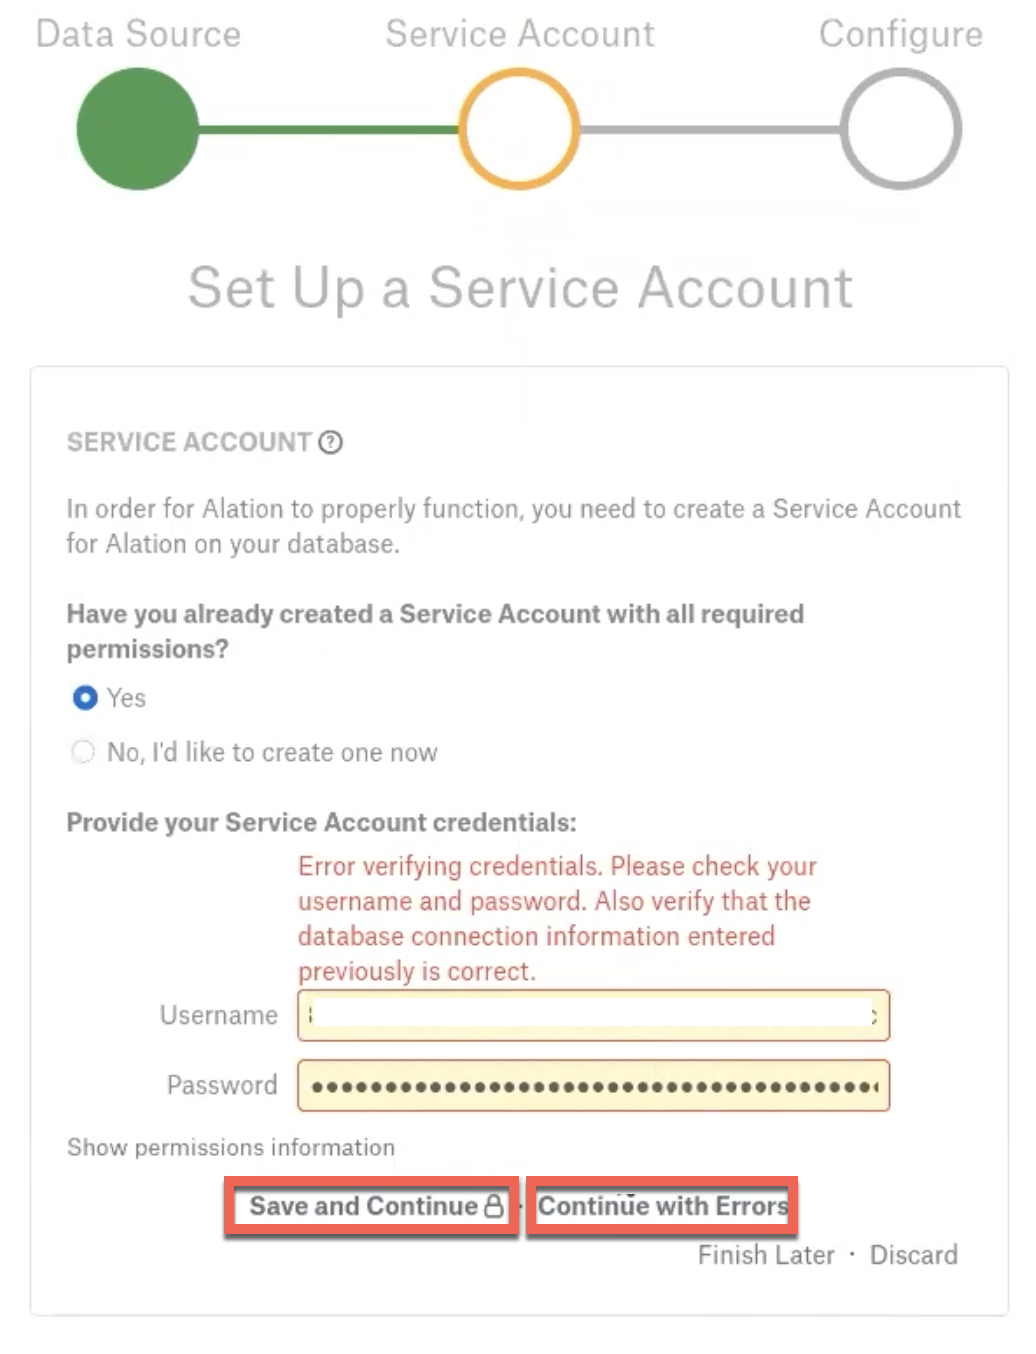 Data Source
Service Account
Configure
Set Up a Service Account
SERVICE ACCOUNT ?
In order for Alation to properly function, you need to create a Service Account
for Alation on your database.
Have you already created a Service Account with all required
permissions?
Yes
No, I'd like to create one now
Provide your Service Account credentials:
Error verifying credentials. Please check your
username and password. Also verify that the
database connection information entered
previously is correct.
Username
Password
Show permissions information
Save and Continue · Continue with Errors
Finish Later · Discard